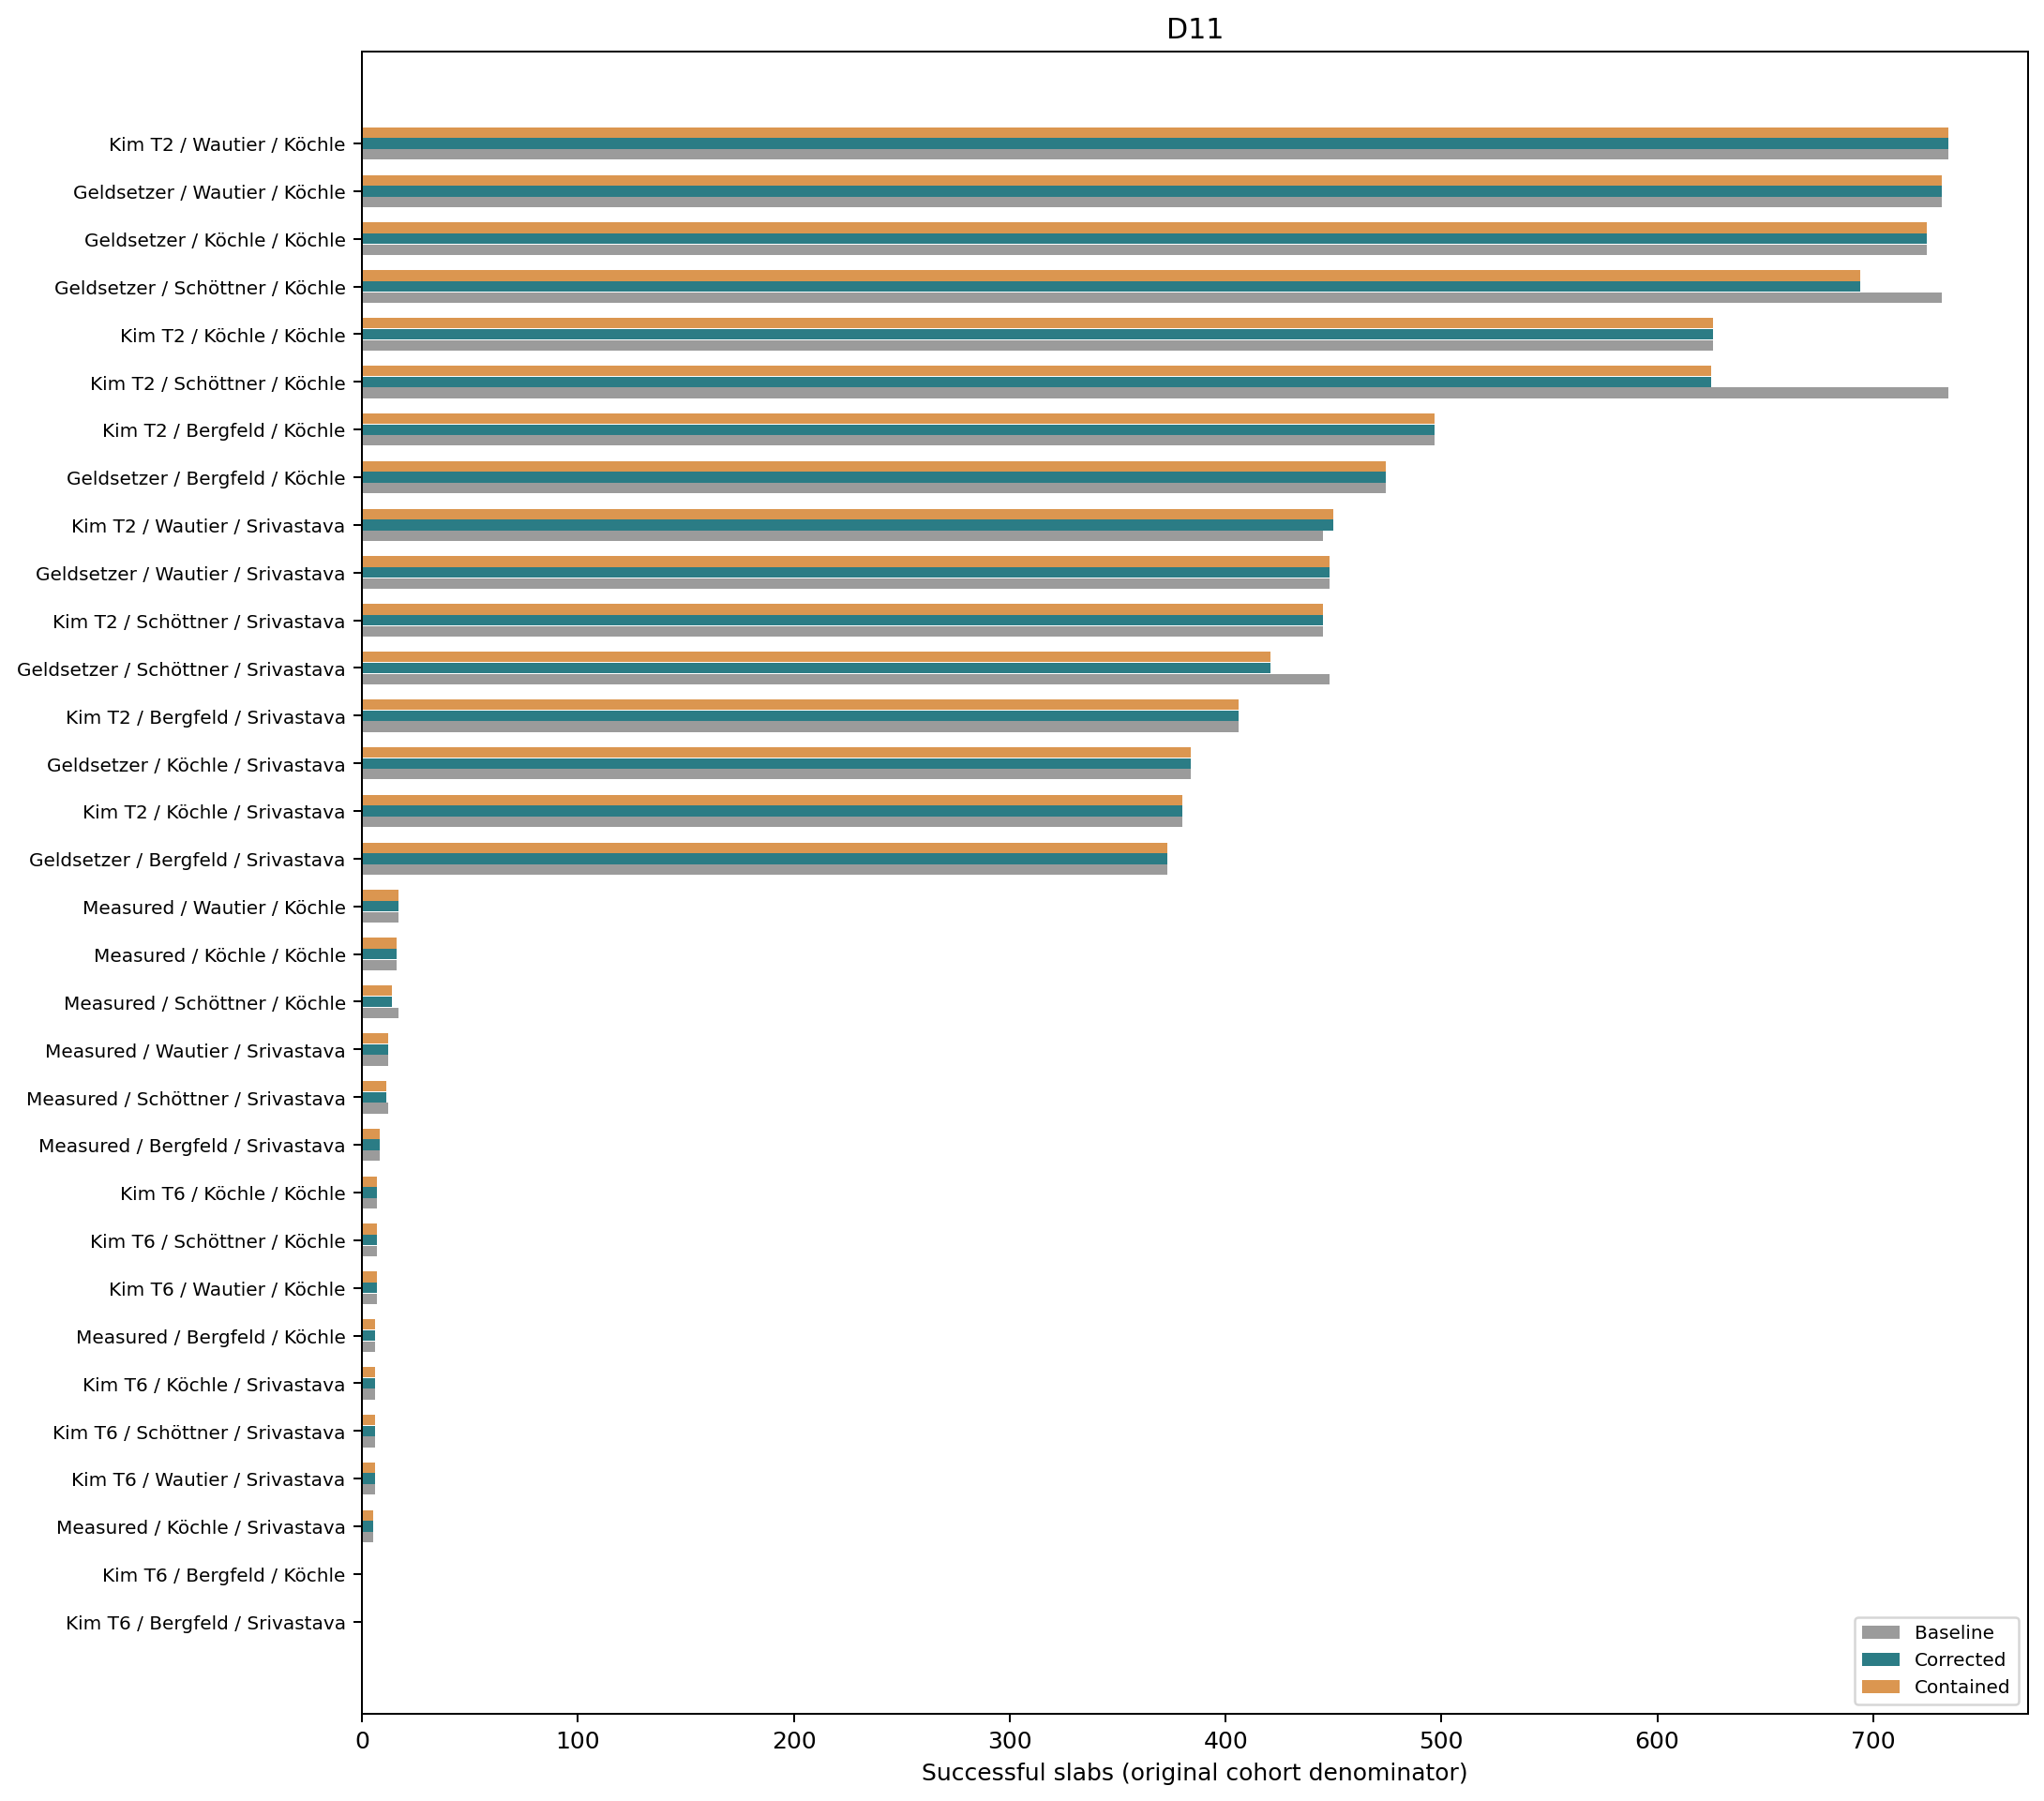 D11
Kim T2 / Wautier / Köchle
Geldsetzer / Wautier / Köchle
Geldsetzer / Köchle / Köchle
Geldsetzer / Schöttner / Köchle
Kim T2 / Köchle / Köchle
Kim T2 / Schöttner / Köchle
Kim T2 / Bergfeld / Köchle
Geldsetzer / Bergfeld / Köchle
Kim T2 / Wautier / Srivastava
Geldsetzer / Wautier / Srivastava
Kim T2 / Schöttner / Srivastava
Geldsetzer / Schöttner / Srivastava
Kim T2 / Bergfeld / Srivastava
Geldsetzer / Köchle / Srivastava
Kim T2 / Köchle / Srivastava
Geldsetzer / Bergfeld / Srivastava
Measured / Wautier / Köchle
Measured / Köchle / Köchle
Measured / Schöttner / Köchle
Measured / Wautier / Srivastava
Measured / Schöttner / Srivastava
Measured / Bergfeld / Srivastava
Kim T6 / Köchle / Köchle
Kim T6 / Schöttner / Köchle
Kim T6 / Wautier / Köchle
Measured / Bergfeld / Köchle
Kim T6 / Köchle / Srivastava
Kim T6 / Schöttner / Srivastava
Kim T6 / Wautier / Srivastava
Measured / Köchle / Srivastava
Kim T6 / Bergfeld / Köchle
Kim T6 / Bergfeld / Srivastava
Baseline
Corrected
Contained
0 100 200 300 400 500 600 700
Successful slabs (original cohort denominator)